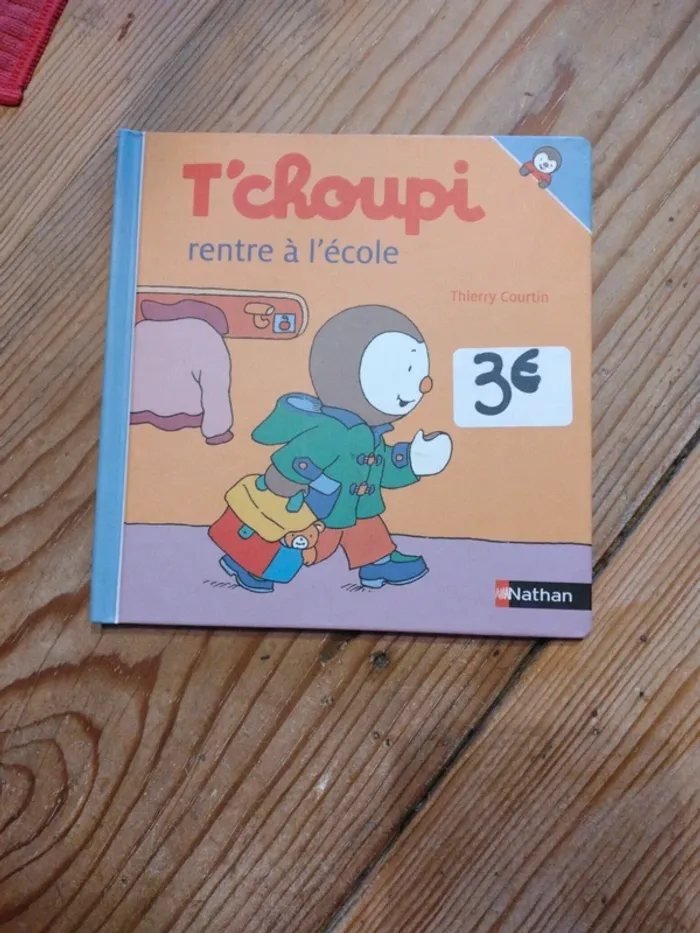 T'choupi
rentre à l'école
Thierry Courtin
3€
Nathan